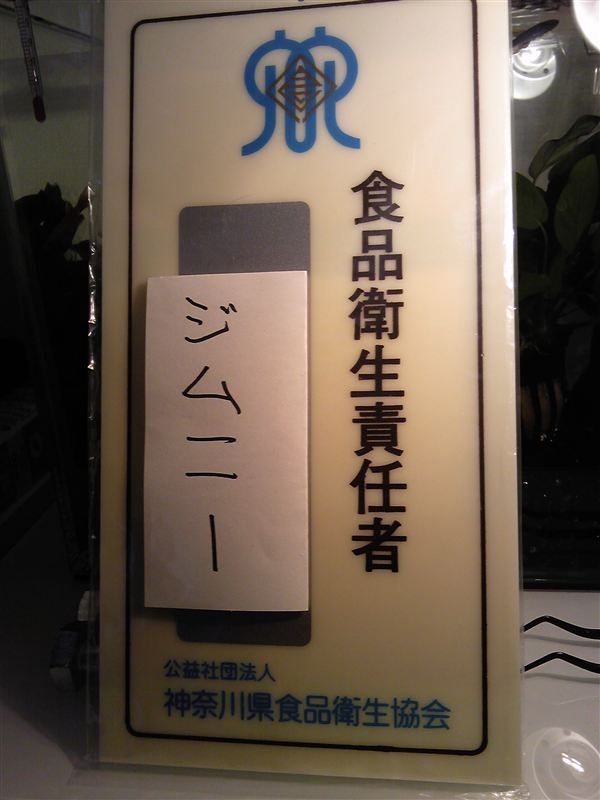 食品衛生責任者
ジムニー
公益社団法人
神奈川県食品衛生協会